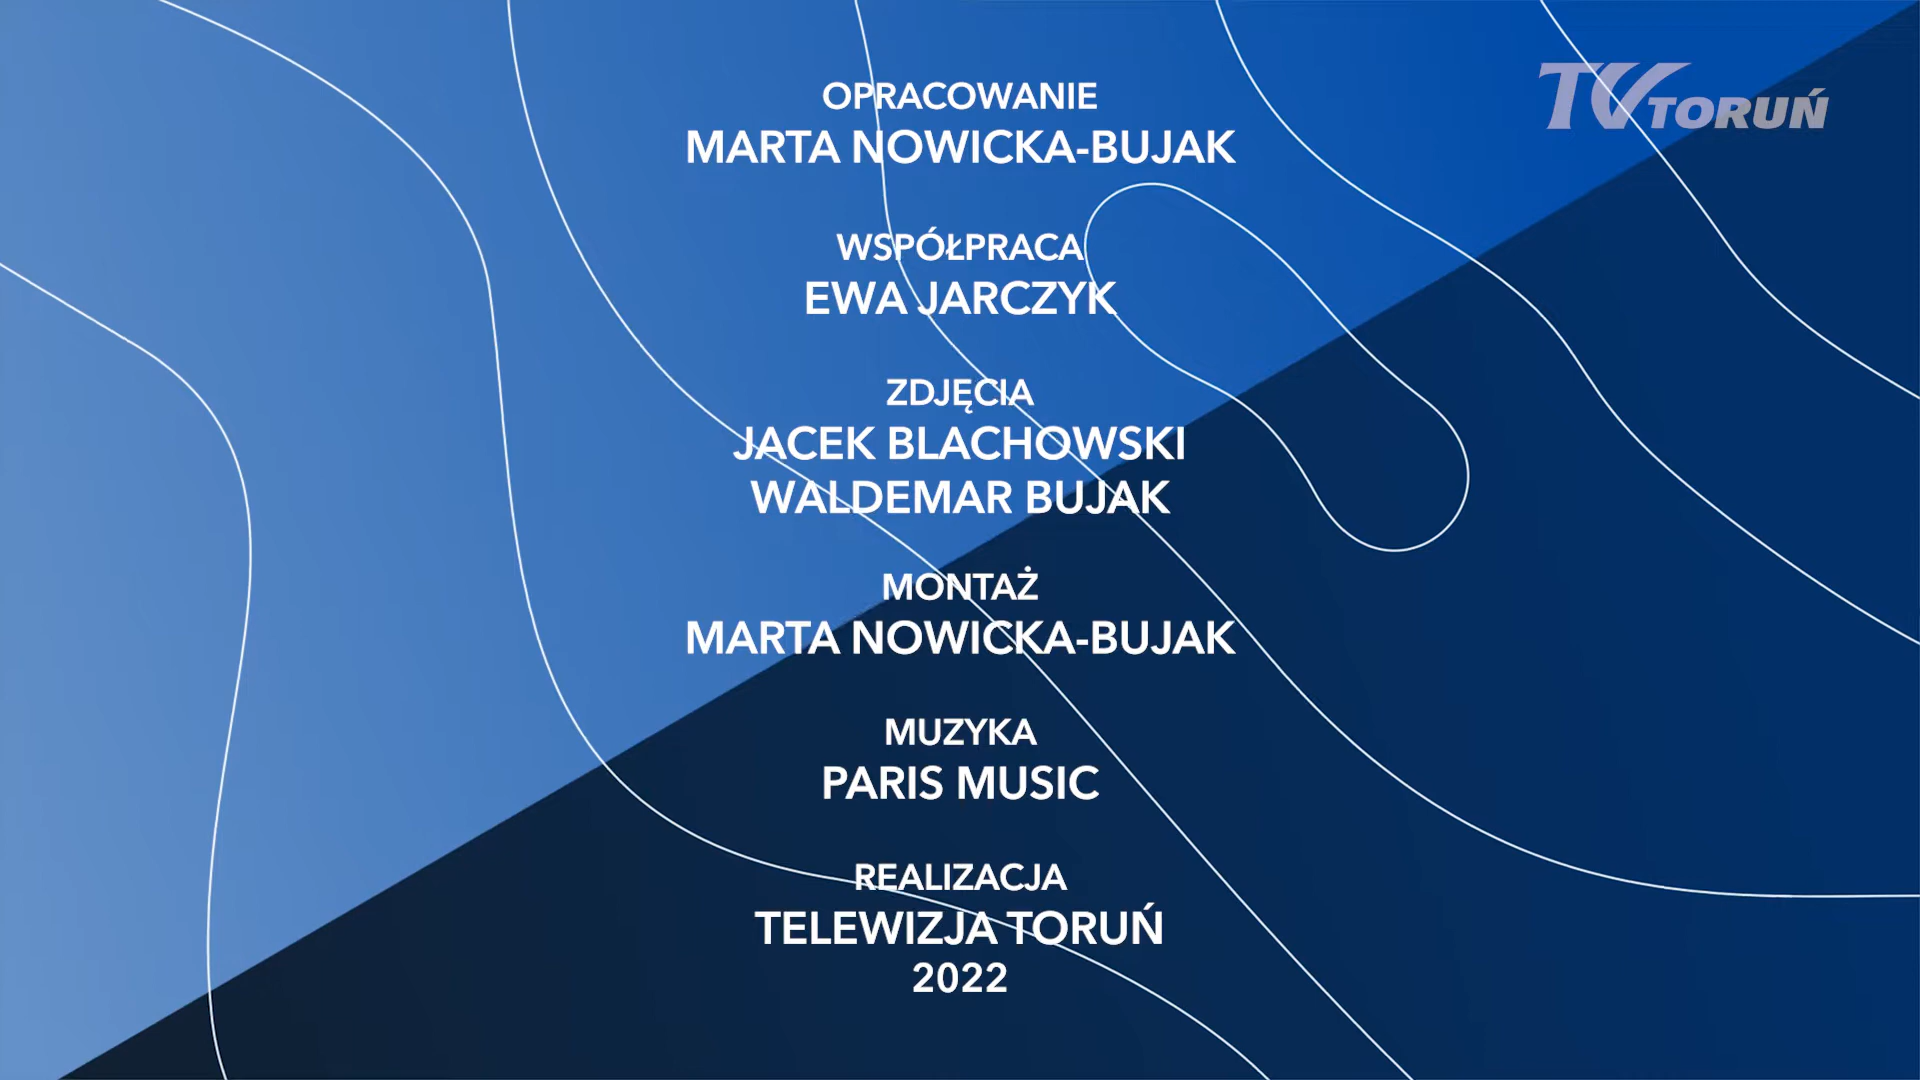 TV TORUŃ
OPRACOWANIE
MARTA NOWICKA-BUJAK
WSPÓŁPRACA
EWA JARCZYK
ZDJĘCIA
JACEK BLACHOWSKI
WALDEMAR BUJAK
MONTAŻ
MARTA NOWICKA-BUJAK
MUZYKA
PARIS MUSIC
REALIZACJA
TELEWIZJA TORUŃ
2022